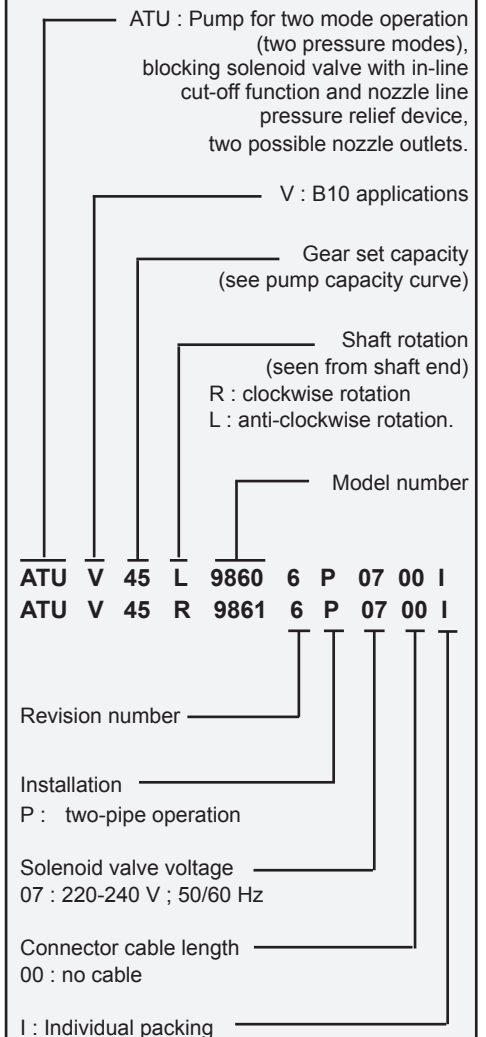 ATU : Pump for two mode operation
(two pressure modes),
blocking solenoid valve with in-line
cut-off function and nozzle line
pressure relief device,
two possible nozzle outlets.
V : B10 applications
Gear set capacity
(see pump capacity curve)
Shaft rotation
(seen from shaft end)
R : clockwise rotation
L : anti-clockwise rotation.
Model number
ATU V 45 L 9860 6 P 07 00 I
ATU V 45 R 9861 6 P 07 00 I
Revision number
Installation
P : two-pipe operation
Solenoid valve voltage
07 : 220-240 V ; 50/60 Hz
Connector cable length
00 : no cable
I : Individual packing